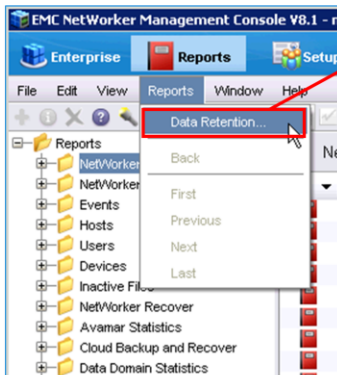 EMC NetWorker Management Console V8.1 -
Enterprise Reports Setup
File Edit View Reports Window Help
Data Retention...
Back
First
Previous
Next
Last
Reports
NetWorker
NetWorker
Events
Hosts
Users
Devices
Inactive
NetWorker Recover
Avamar Statistics
Cloud Backup and Recover
Data Domain Statistics